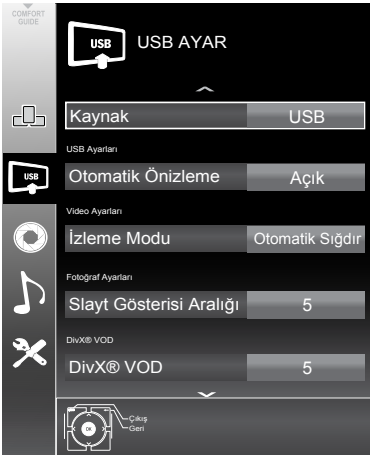 COMFORT
GUIDE
USB
USB AYAR
Kaynak USB
USB Ayarları
USB
Otomatik Önizleme Açık
Video Ayarları
İzleme Modu Otomatik Sığdır
Fotoğraf Ayarları
Slayt Gösterisi Aralığı 5
DivX® VOD
DivX® VOD 5
OK
Çıkış
Geri